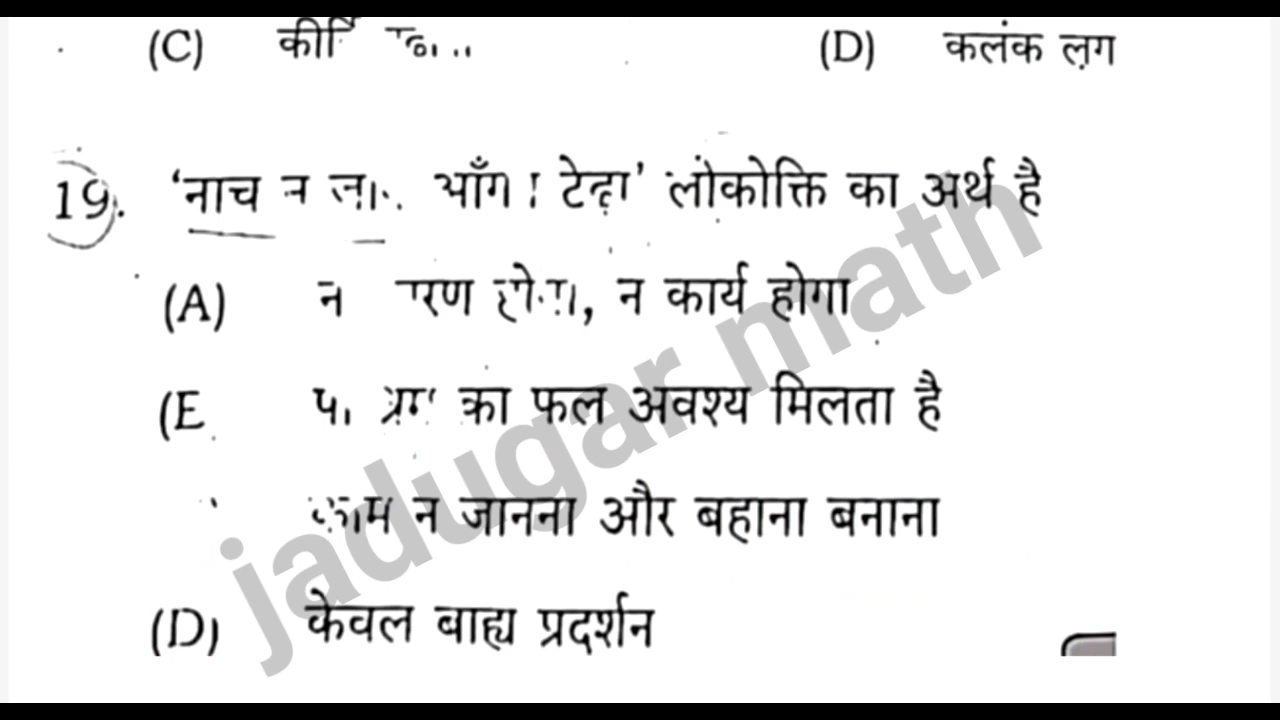 (C) (D) कलंक लग
19. 'नाच न टेढ़ा' लोकोक्ति का अर्थ है
(A) न न कार्य होगा
का फल अवश्य मिलता है
काम न जानना और बहाना बनाना
(D) केवल बाह्य प्रदर्शन
jadugar math